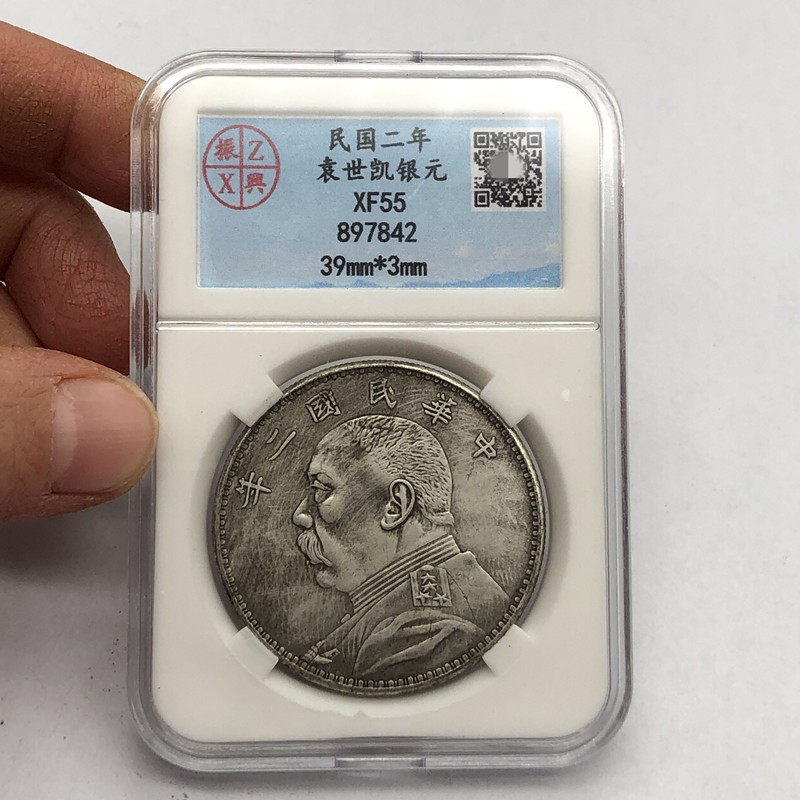 振Z
X興
民国二年
袁世凯银元
XF55
897842
39mm*3mm
中華民國二年